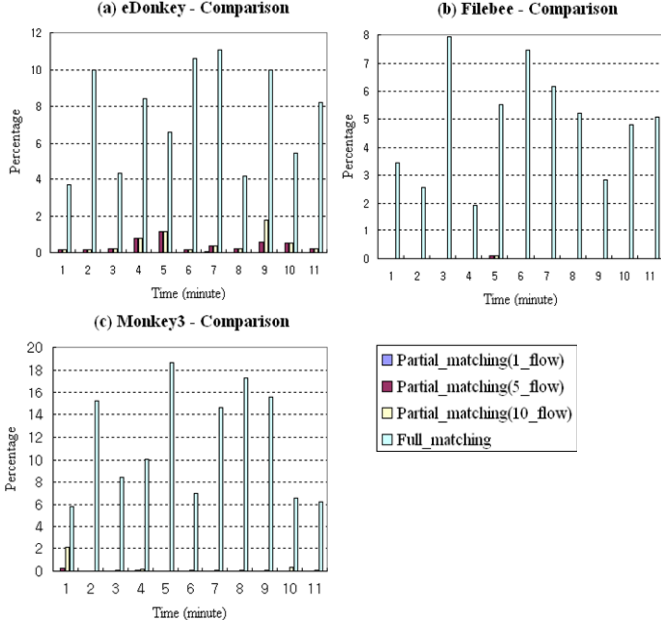 (a) eDonkey - Comparison
Percentage
12
10
8
6
4
2
0
1 2 3 4 5 6 7 8 9 10 11
Time (minute)
(b) Filebee - Comparison
Percentage
8
7
6
5
4
3
2
1
0
1 2 3 4 5 6 7 8 9 10 11
Time (minute)
(c) Monkey3 - Comparison
Percentage
20
18
16
14
12
10
8
6
4
2
0
1 2 3 4 5 6 7 8 9 10 11
Time (minute)
Partial_matching(1_flow)
Partial_matching(5_flow)
Partial_matching(10_flow)
Full_matching